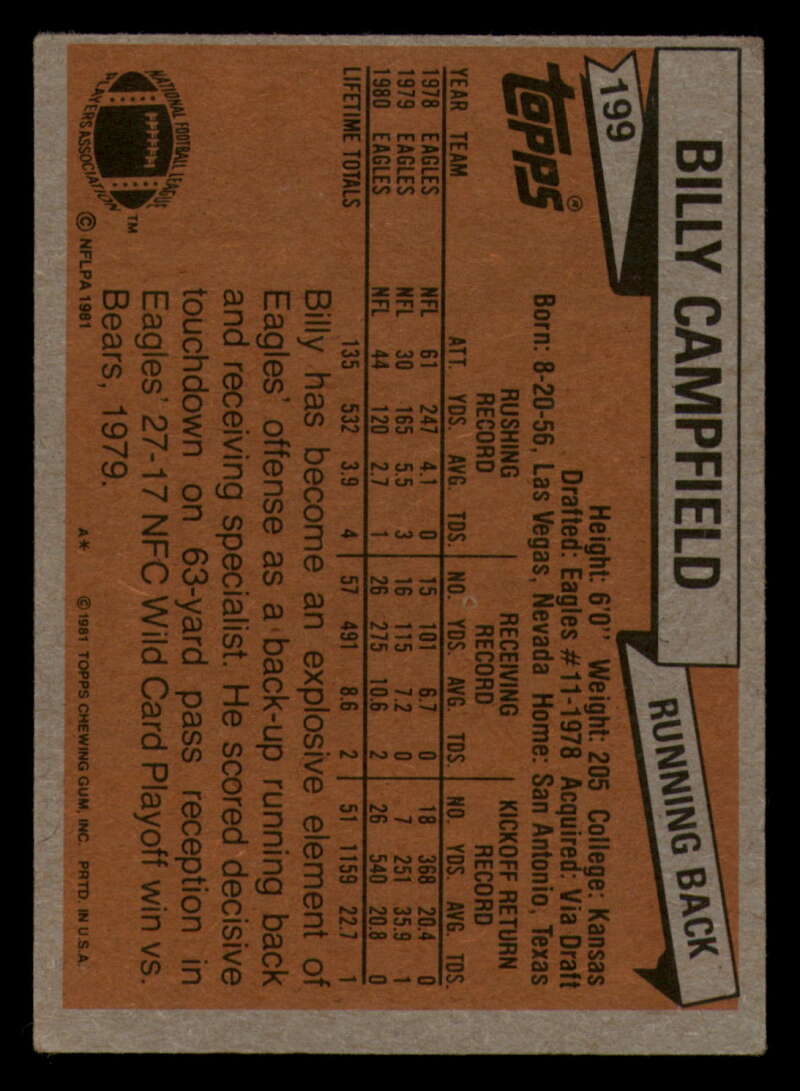 199
BILLY CAMPFIELD
RUNNING BACK
topps®
Height: 6'0'' Weight: 205 College: Kansas
Drafted: Eagles #11-1978 Acquired: Via Draft
Born: 8-20-56, Las Vegas, Nevada Home: San Antonio, Texas
RUSHING RECORD RECEIVING RECORD KICKOFF RETURN RECORD
YEAR TEAM ATT. YDS. AVG. TDS. NO. YDS. AVG. TDS. NO. YDS. AVG. TDS.
1978 EAGLES NFL 61 247 4.1 0 15 101 6.7 0 18 368 20.4 0
1979 EAGLES NFL 30 165 5.5 3 16 115 7.2 0 7 251 35.9 1
1980 EAGLES NFL 44 120 2.7 1 26 275 10.6 2 26 540 20.8 0
LIFETIME TOTALS 135 532 3.9 4 57 491 8.6 2 51 1159 22.7 1
Billy has become an explosive element of
Eagles' offense as a back-up running back
and receiving specialist. He scored decisive
touchdown on 63-yard pass reception in
Eagles' 27-17 NFC Wild Card Playoff win vs.
Bears, 1979.
NATIONAL FOOTBALL LEAGUE
PLAYERS ASSOCIATION
™
© NFLPA 1981
A* ©1981 TOPPS CHEWING GUM, INC. PRTD. IN U.S.A.